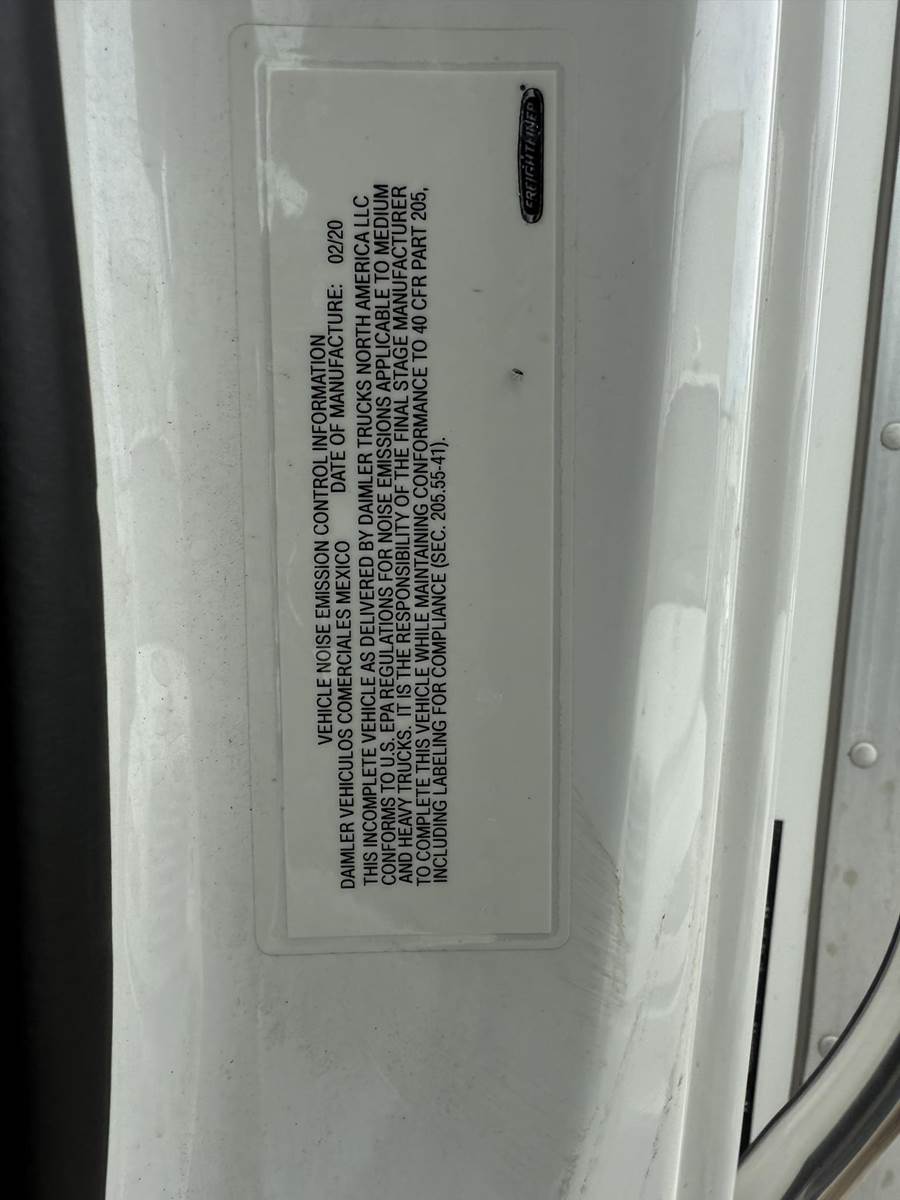 VEHICLE NOISE EMISSION CONTROL INFORMATION
DAIMLER VEHICULOS COMERCIALES MEXICO DATE OF MANUFACTURE: 02/20
THIS INCOMPLETE VEHICLE AS DELIVERED BY DAIMLER TRUCKS NORTH AMERICA LLC
CONFORMS TO U.S. EPA REGULATIONS FOR NOISE EMISSIONS APPLICABLE TO MEDIUM
AND HEAVY TRUCKS. IT IS THE RESPONSIBILITY OF THE FINAL STAGE MANUFACTURER
TO COMPLETE THIS VEHICLE WHILE MAINTAINING CONFORMANCE TO 40 CFR PART 205,
INCLUDING LABELING FOR COMPLIANCE (SEC. 205.55-41).
FREIGHTLINER